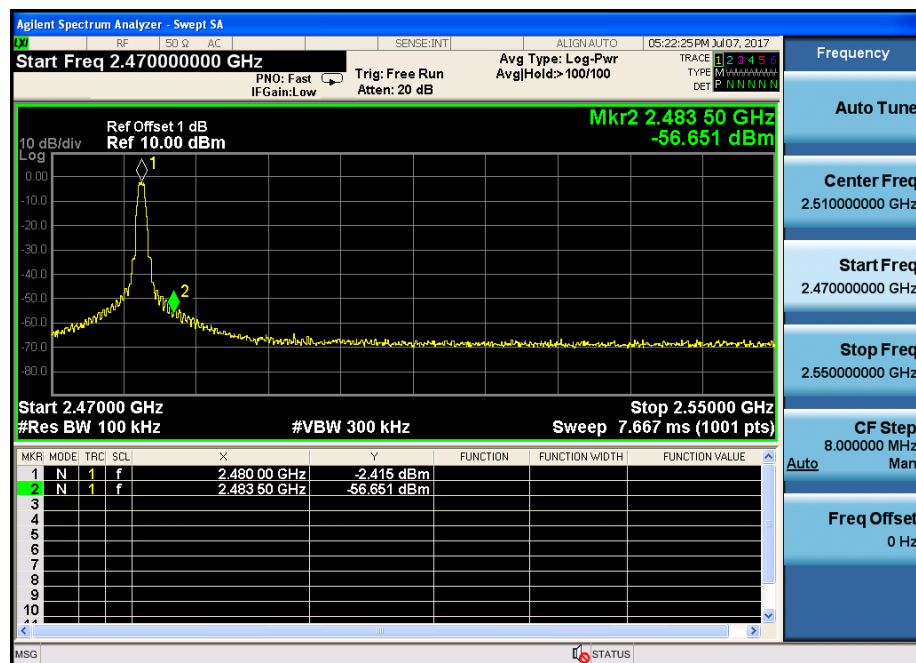 Agilent Spectrum Analyzer - Swept SA
LXI RF 50 Ω AC SENSE:INT ALIGN AUTO 05:22:25 PM Jul 07, 2017
Start Freq 2.470000000 GHz
PNO: Fast
IFGain:Low
Trig: Free Run
Atten: 20 dB
Avg Type: Log-Pwr
Avg|Hold:>100/100
TRACE 1 2 3 4 5 6
TYPE M
DET P N N N N N
Frequency
Auto Tune
Center Freq
2.510000000 GHz
Start Freq
2.470000000 GHz
Stop Freq
2.550000000 GHz
CF Step
8.000000 MHz
Auto Man
Freq Offset
0 Hz
Mkr2 2.483 50 GHz
-56.651 dBm
Ref Offset 1 dB
10 dB/div Ref 10.00 dBm
Log
1
0.00
-10.0
-20.0
-30.0
-40.0
2
-50.0
-60.0
-70.0
-80.0
Start 2.47000 GHz Stop 2.55000 GHz
#Res BW 100 kHz #VBW 300 kHz Sweep 7.667 ms (1001 pts)
MKR MODE TRC SCL X Y FUNCTION FUNCTION WIDTH FUNCTION VALUE
1 N 1 f 2.480 00 GHz -2.415 dBm
2 N 1 f 2.483 50 GHz -56.651 dBm
3
4
5
6
7
8
9
10
MSG STATUS